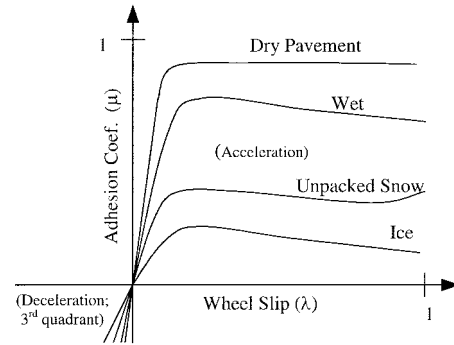 1
Dry Pavement
Wet
Adhesion Coef. (μ)
(Acceleration)
Unpacked Snow
Ice
(Deceleration;
3rd quadrant)
Wheel Slip (λ)
1